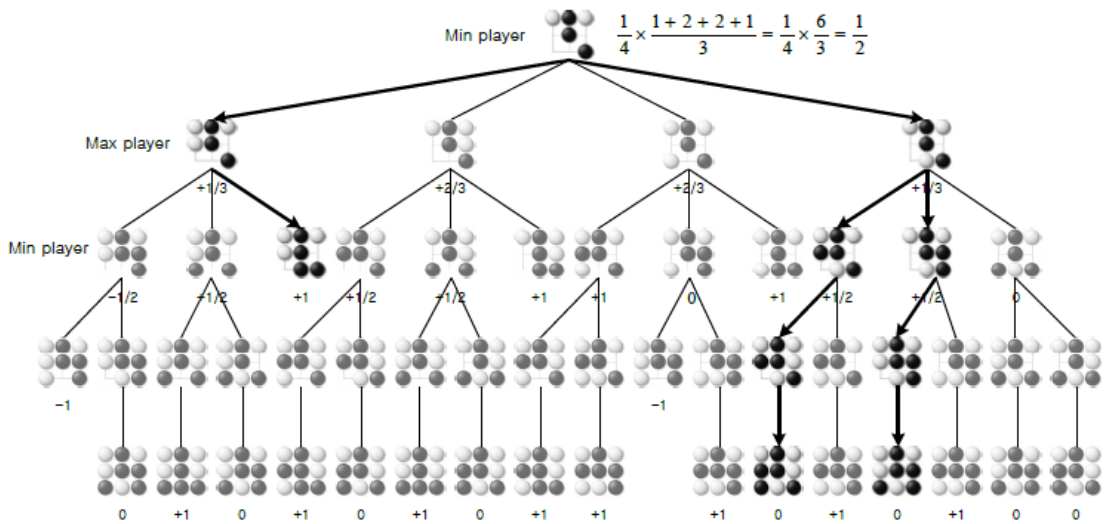 Min player 1/4 × (1 + 2 + 2 + 1)/3 = 1/4 × 6/3 = 1/2
Max player
+1/3 +2/3 +2/3 +1/3
Min player
−1/2 +1/2 +1 +1/2 +1/2 +1 +1 0 +1 +1/2 +1/2 0
−1 −1
0 +1 0 +1 0 +1 0 +1 +1 +1 0 +1 0 +1 0 0